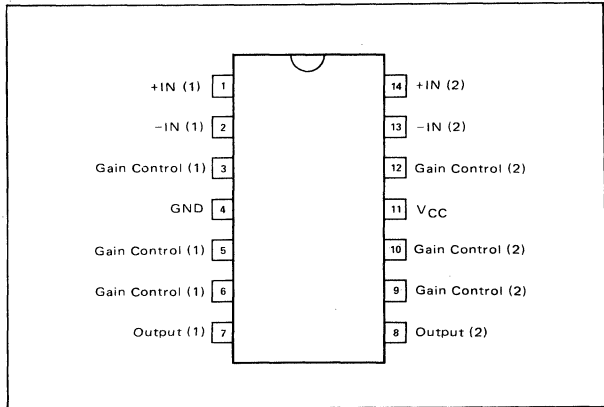 +IN (1) 1
14 +IN (2)
−IN (1) 2
13 −IN (2)
Gain Control (1) 3
12 Gain Control (2)
GND 4
11 VCC
Gain Control (1) 5
10 Gain Control (2)
Gain Control (1) 6
9 Gain Control (2)
Output (1) 7
8 Output (2)